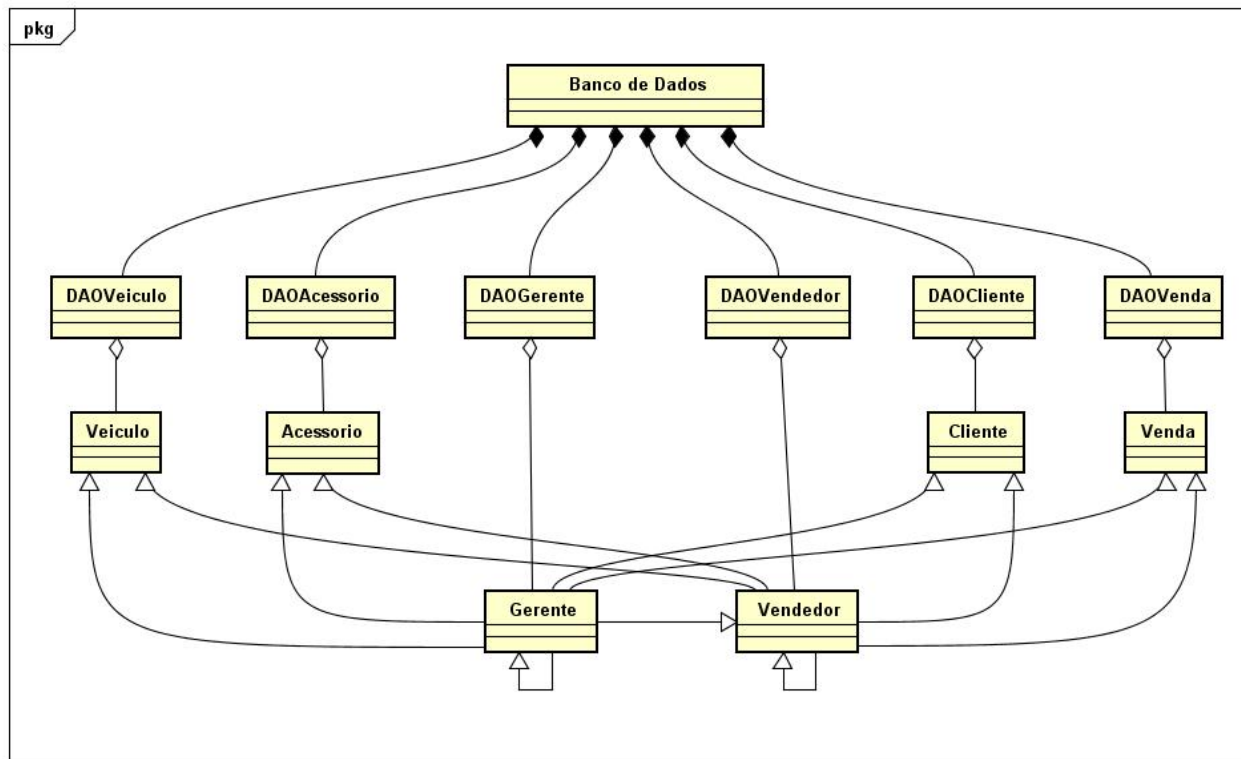 pkg
Banco de Dados
DAOVeiculo
DAOAcessorio
DAOGerente
DAOVendedor
DAOCliente
DAOVenda
Veiculo
Acessorio
Cliente
Venda
Gerente
Vendedor